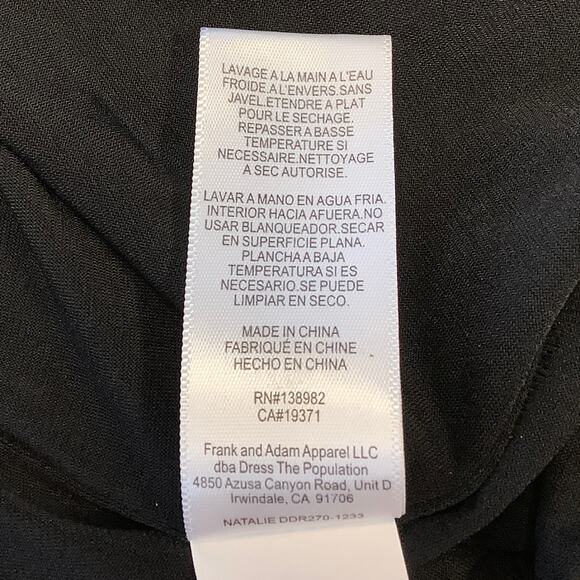 LAVAGE A LA MAIN A L'EAU
FROIDE.A L'ENVERS.SANS
JAVEL.ETENDRE A PLAT
POUR LE SECHAGE.
REPASSER A BASSE
TEMPERATURE SI
NECESSAIRE.NETTOYAGE
A SEC AUTORISE.
LAVAR A MANO EN AGUA FRIA.
INTERIOR HACIA AFUERA.NO
USAR BLANQUEADOR.SECAR
EN SUPERFICIE PLANA.
PLANCHA A BAJA
TEMPERATURA SI ES
NECESARIO.SE PUEDE
LIMPIAR EN SECO.
MADE IN CHINA
FABRIQUÉ EN CHINE
HECHO EN CHINA
RN#138982
CA#19371
Frank and Adam Apparel LLC
dba Dress The Population
4850 Azusa Canyon Road, Unit D
Irwindale, CA 91706
NATALIE DDR270-1233